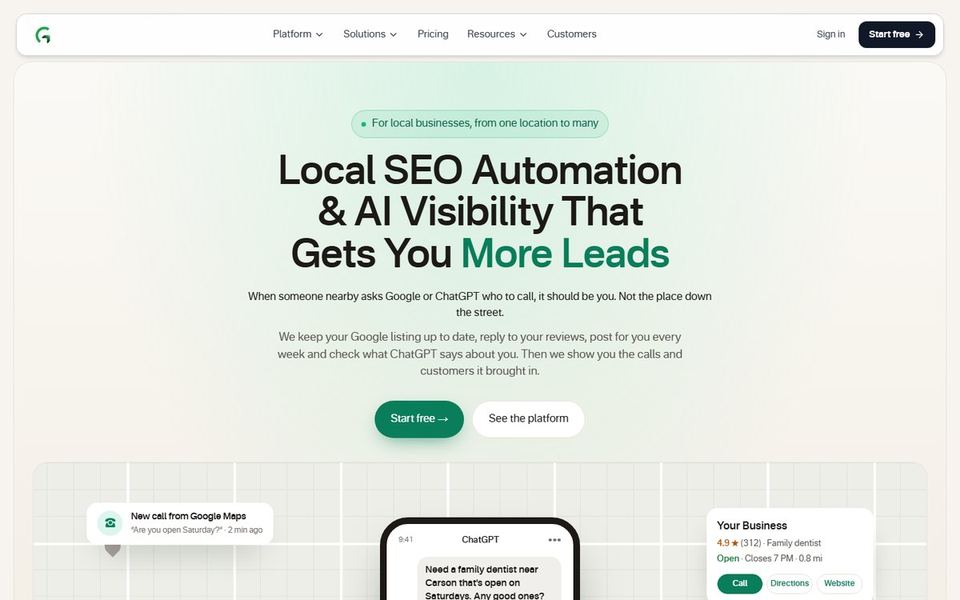 Platform
Solutions
Pricing
Resources
Customers
Sign in
Start free →
For local businesses, from one location to many
Local SEO Automation
& AI Visibility That
Gets You More Leads
When someone nearby asks Google or ChatGPT who to call, it should be you. Not the place down
the street.
We keep your Google listing up to date, reply to your reviews, post for you every
week and check what ChatGPT says about you. Then we show you the calls and
customers it brought in.
Start free →
See the platform
New call from Google Maps
"Are you open Saturday?" · 2 min ago
9:41
ChatGPT
Need a family dentist near
Carson that's open on
Saturdays. Any good ones?
Your Business
4.9 ★ (312) · Family dentist
Open · Closes 7 PM · 0.8 mi
Call
Directions
Website